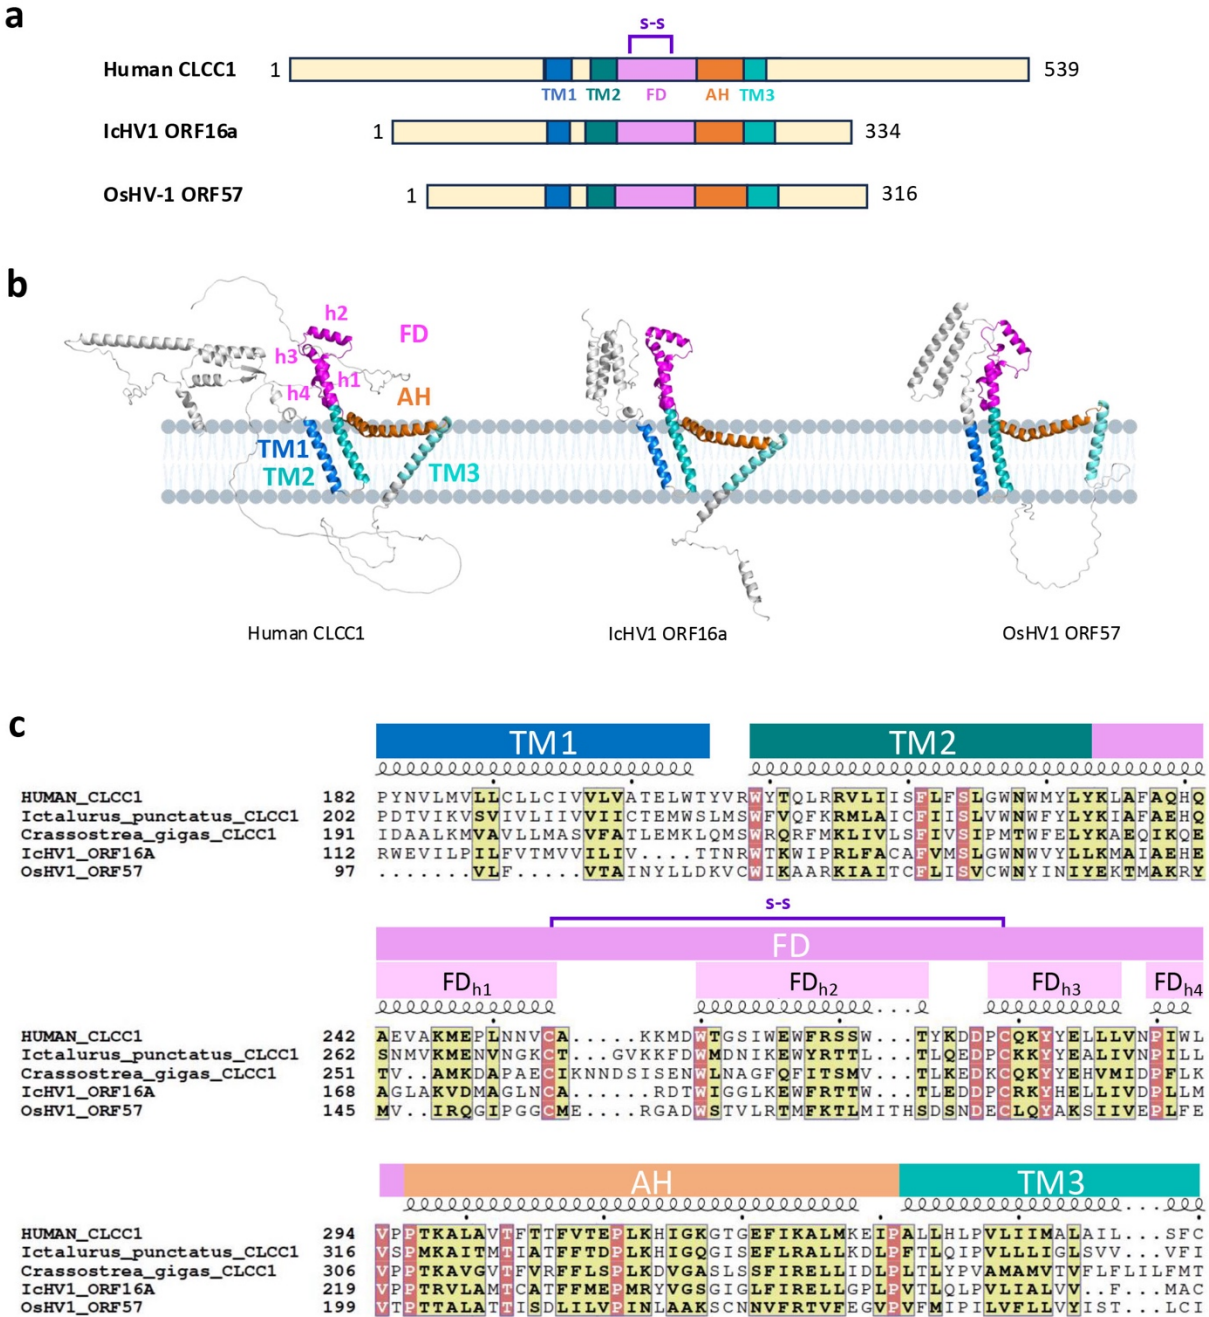 a
s-s
Human CLCC1 1 539
TM1 TM2 FD AH TM3
IcHV1 ORF16a 1 334
OsHV-1 ORF57 1 316
b
h2
FD
h3
h1
h4
AH
TM1
TM2
TM3
Human CLCC1 IcHV1 ORF16a OsHV1 ORF57
c
TM1 TM2
HUMAN_CLCC1 182 PYNVLMVLLCLLCIVVLVATELWTYVRWYTQLRRVLIISFLFSLGWNWMYLYKLAFAQHQ
Ictalurus_punctatus_CLCC1 202 PDTVIKVSVIVLIIVVIICTEMWSLMSWFVQFKRMLAICFIISLVWNWFYLYKIAFAEHQ
Crassostrea_gigas_CLCC1 191 IDAALKMVAVLLMASVFATLEMKLQMSWRQRFMKLIVLSFIVSIPMTWFELYKAEQIKQE
IcHV1_ORF16A 112 RWEVILPILFVTMVVILIV....TTNRWTKWIPRLFACAFVMSLGWNWVYLLKMAIAEHE
OsHV1_ORF57 97 .......VLF.....VTAINYLLDKVCWIKAARKIAITCFLISVCWNYINIYEKTMAKRY
s-s
FD
FDh1 FDh2 FDh3 FDh4
HUMAN_CLCC1 242 AEVAKMEPLNNVCA.....KKMDWTGSIWEWFRSSW...TYKDDPCQKYYELLLVNPIWL
Ictalurus_punctatus_CLCC1 262 SNMVKMENVNGKCT...GVKKFDWMDNIKEWYRTTL...TLQEDDPCKKYYEALIVNPILL
Crassostrea_gigas_CLCC1 251 TV..AMKDAPAECIKNNDSISENWLNAGFQFITSMV...TLKEDKCQKYYEHVMIDPFLK
IcHV1_ORF16A 168 AGLAKVDMAGLNCA.....RDTWIGGLKEWFRTTW...TLEDDPCRKYHELLIVDPLLM
OsHV1_ORF57 145 MV..IRQGIPGGCME....RGADWSTVLRTMFKTLMITHSDSNDECLQYAKSIIVEPLFE
AH TM3
HUMAN_CLCC1 294 VPPTKALAVTFTTFVTEPLKHIGKGTGEFIKALMKEIPALLHLPVLIIMALAIL...SFC
Ictalurus_punctatus_CLCC1 316 VSPMKAITMTIATFFTDPLKHIGQGISEFLRALLKDLPFTLQIPVLLLIGLSVV...VFI
Crassostrea_gigas_CLCC1 306 VPPTKAVGVTFVRFFLSPLKDVGASLSSFIRELLIDLPLTLYPVAMAMVTVFLFLILFMT
IcHV1_ORF16A 219 VPPTRVLAMTCATFFMEPMRYVGSGIGLFIRELLGPLPVTLQLPVLIIALVV..F...MAC
OsHV1_ORF57 199 VTPTTALATTISDLILVPINLAAKSCNNVFRTVFEGVPVFMIPILVFLLVYIST...LCI